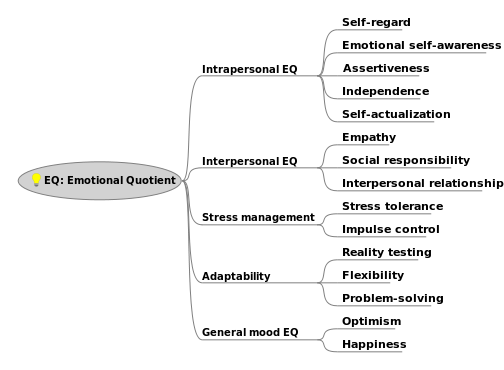 EQ: Emotional Quotient
Intrapersonal EQ
Self-regard
Emotional self-awareness
Assertiveness
Independence
Self-actualization
Interpersonal EQ
Empathy
Social responsibility
Interpersonal relationship
Stress management
Stress tolerance
Impulse control
Adaptability
Reality testing
Flexibility
Problem-solving
General mood EQ
Optimism
Happiness